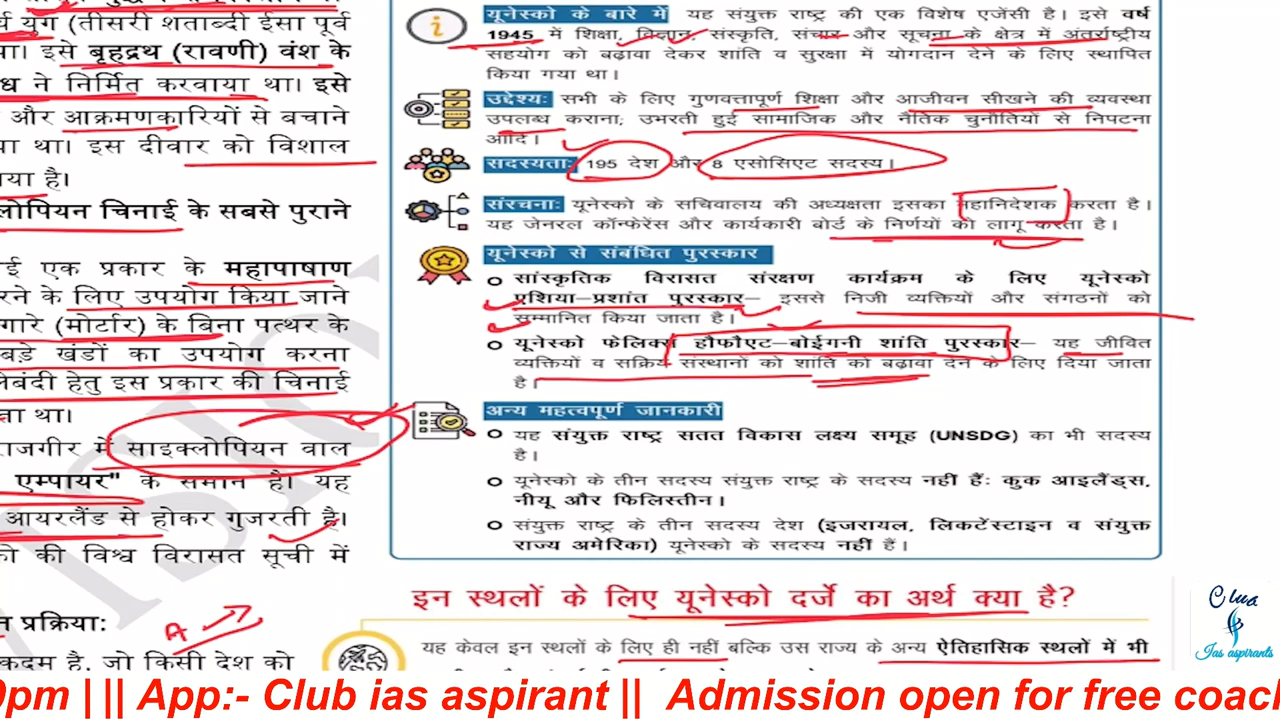 र्य युग (तीसरी शताब्दी ईसा पूर्व
था। इसे बृहद्रथ (रावणी) वंश के
ध ने निर्मित करवाया था। इसे
और आक्रमणकारियों से बचाने
था। इस दीवार को विशाल
या है।
लोपियन चिनाई के सबसे पुराने
ई एक प्रकार के महापाषाण
रने के लिए उपयोग किया जाने
गारे (मोर्टार) के बिना पत्थर के
बड़े खंडों का उपयोग करना
लेबंदी हेतु इस प्रकार की चिनाई
ता था।
राजगीर में साइक्लोपियन वाल
एम्पायर" के समान है। यह
आयरलैंड से होकर गुजरती है।
को की विश्व विरासत सूची में
त प्रक्रिया:
कदम है, जो किसी देश को
यूनेस्को के बारे में यह संयुक्त राष्ट्र की एक विशेष एजेंसी है। इसे वर्ष
1945 में शिक्षा, विज्ञान, संस्कृति, संचार और सूचना के क्षेत्र में अंतर्राष्ट्रीय
सहयोग को बढ़ावा देकर शांति व सुरक्षा में योगदान देने के लिए स्थापित
किया गया था।
उद्देश्य: सभी के लिए गुणवत्तापूर्ण शिक्षा और आजीवन सीखने की व्यवस्था
उपलब्ध कराना; उभरती हुई सामाजिक और नैतिक चुनौतियों से निपटना
आदि।
सदस्यता: 195 देश और 8 एसोसिएट सदस्य।
संरचना: यूनेस्को के सचिवालय की अध्यक्षता इसका महानिदेशक करता है।
यह जेनरल कॉन्फेरेंस और कार्यकारी बोर्ड के निर्णयों को लागू करता है।
यूनेस्को से संबंधित पुरस्कार
सांस्कृतिक विरासत संरक्षण कार्यक्रम के लिए यूनेस्को
एशिया-प्रशांत पुरस्कार– इससे निजी व्यक्तियों और संगठनों को
सम्मानित किया जाता है।
यूनेस्को फेलिक्स हौफौएट-बोईगनी शांति पुरस्कार– यह जीवित
व्यक्तियों व सक्रिय संस्थानों को शांति को बढ़ावा देने के लिए दिया जाता
है।
अन्य महत्वपूर्ण जानकारी
यह संयुक्त राष्ट्र सतत विकास लक्ष्य समूह (UNSDG) का भी सदस्य
है।
यूनेस्को के तीन सदस्य संयुक्त राष्ट्र के सदस्य नहीं हैं: कुक आइलैंड्स,
नीयू और फिलिस्तीन।
संयुक्त राष्ट्र के तीन सदस्य देश (इजरायल, लिकटेंस्टाइन व संयुक्त
राज्य अमेरिका) यूनेस्को के सदस्य नहीं हैं।
इन स्थलों के लिए यूनेस्को दर्जे का अर्थ क्या है?
यह केवल इन स्थलों के लिए ही नहीं बल्कि उस राज्य के अन्य ऐतिहासिक स्थलों में भी
A
Ias aspirants
0pm | || App:- Club ias aspirant || Admission open for free coach